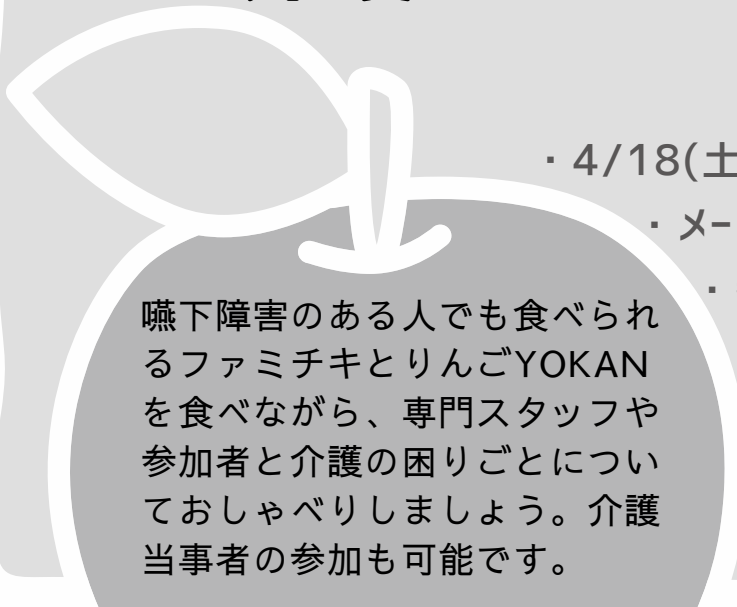 ・4/18(土
・メー
嚥下障害のある人でも食べられ
るファミチキとりんごYOKAN
を食べながら、専門スタッフや
参加者と介護の困りごとについ
ておしゃべりしましょう。介護
当事者の参加も可能です。